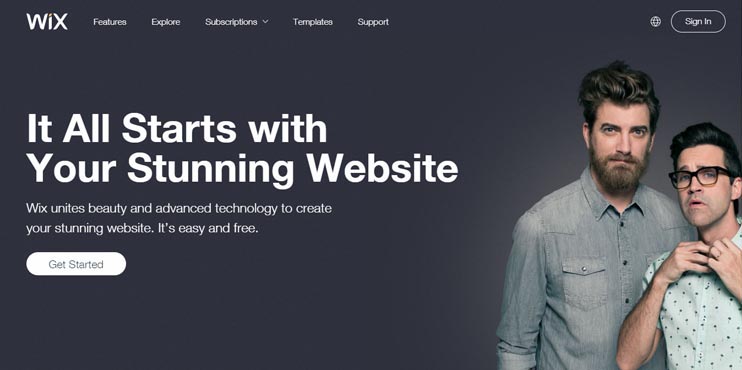 WiX
Features Explore Subscriptions Templates Support
Sign In
It All Starts with
Your Stunning Website
Wix unites beauty and advanced technology to create
your stunning website. It's easy and free.
Get Started